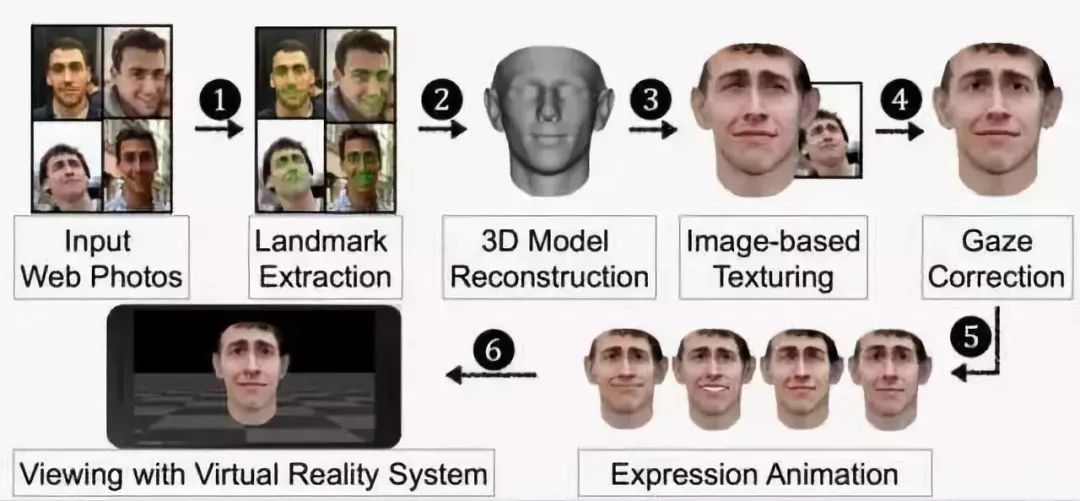 1
2
3
4
Input
Web Photos
Landmark
Extraction
3D Model
Reconstruction
Image-based
Texturing
Gaze
Correction
5
6
Viewing with Virtual Reality System
Expression Animation